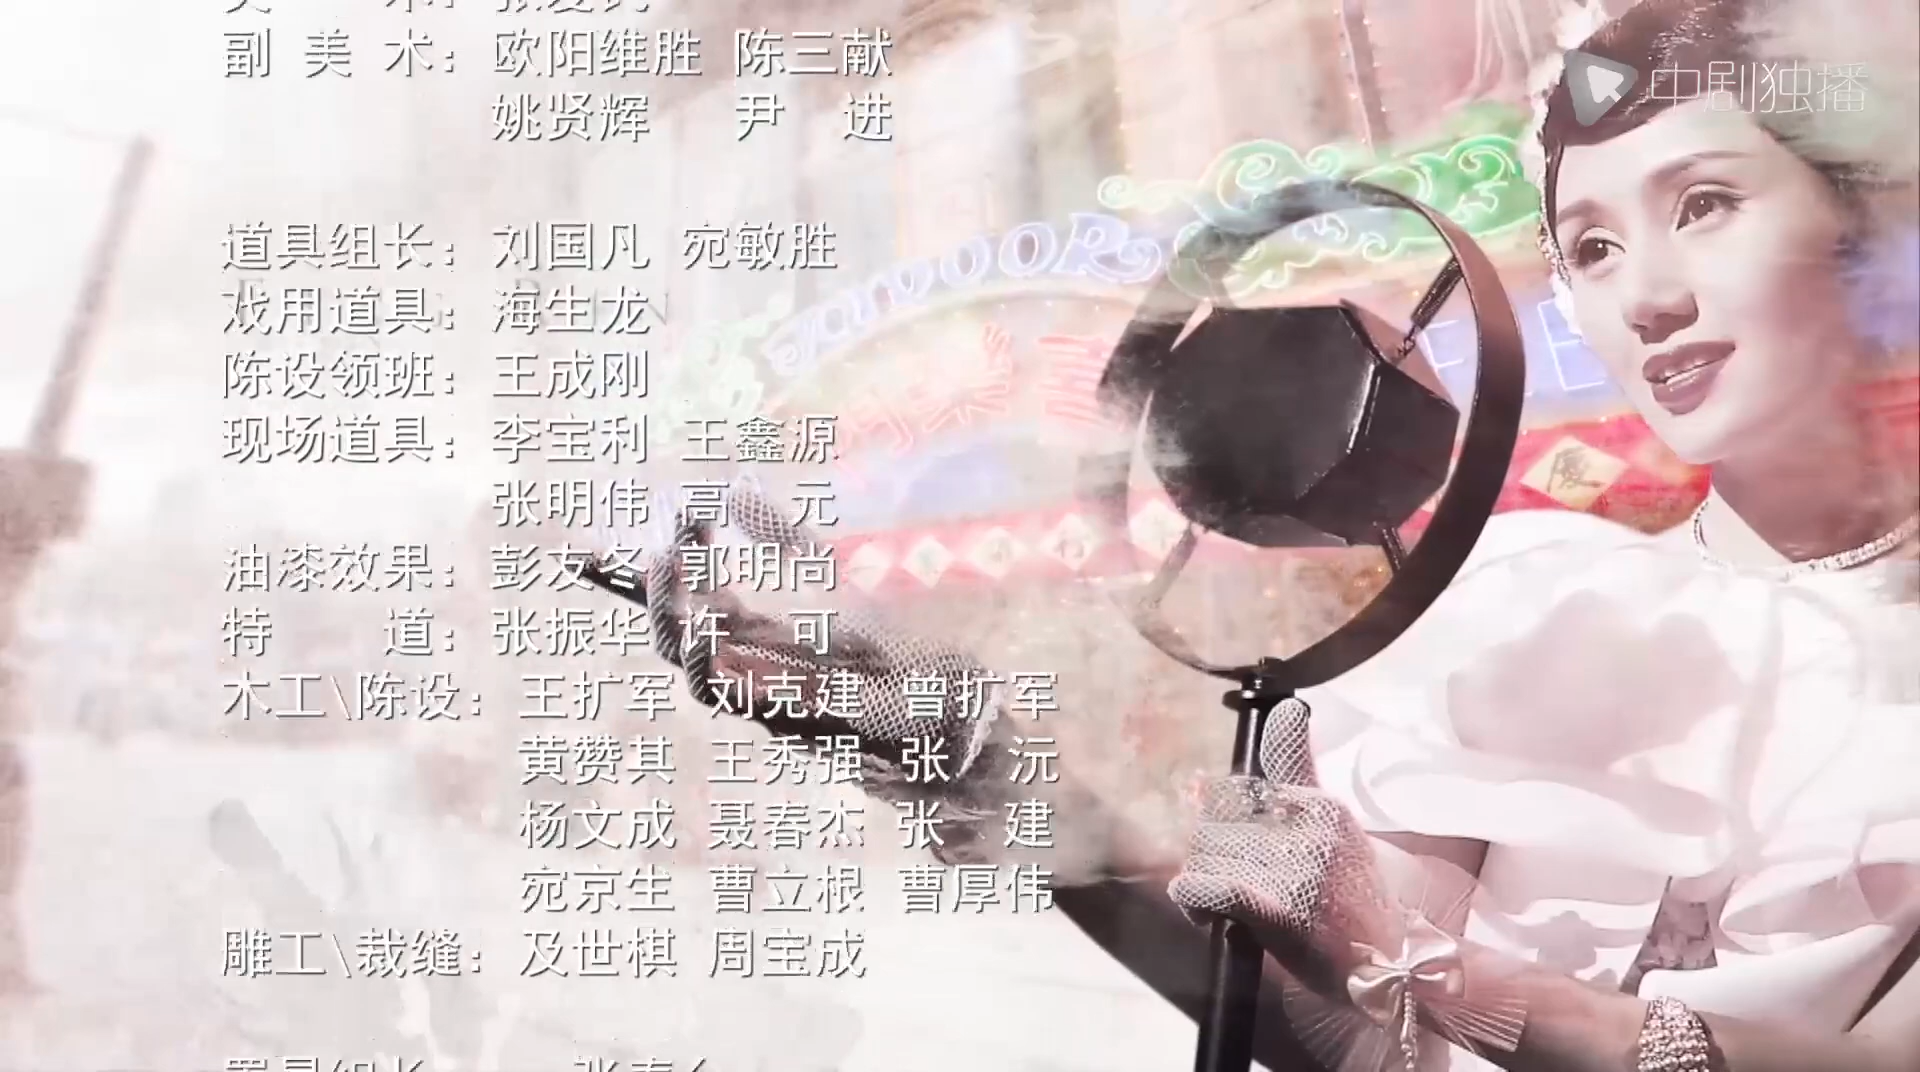 副 美 术：欧阳维胜 陈三献
姚贤辉 尹 进
中剧独播
道具组长：刘国凡 宛敏胜
戏用道具：海生龙
陈设领班：王成刚
现场道具：李宝利 王鑫源
张明伟 高 元
油漆效果：彭友冬 郭明尚
特 道：张振华 许 可
木工\陈设：王扩军 刘克建 曾扩军
黄赞其 王秀强 张 沅
杨文成 聂春杰 张 建
宛京生 曹立根 曹厚伟
雕工\裁缝：及世棋 周宝成